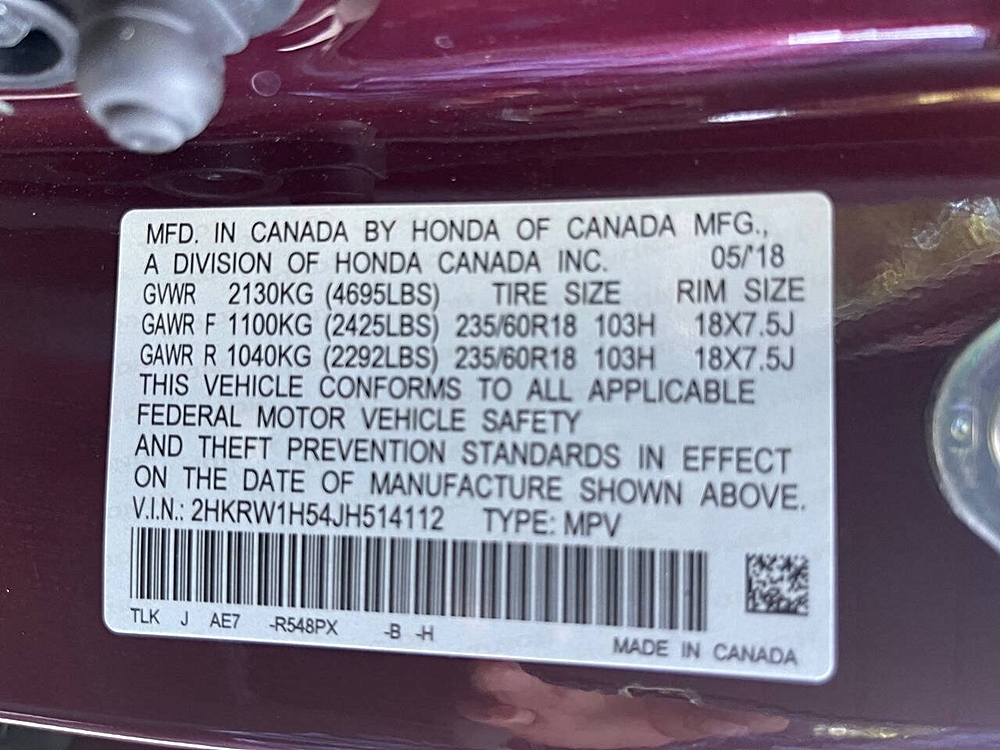 MFD. IN CANADA BY HONDA OF CANADA MFG.,
A DIVISION OF HONDA CANADA INC. 05/'18
GVWR 2130KG (4695LBS) TIRE SIZE RIM SIZE
GAWR F 1100KG (2425LBS) 235/60R18 103H 18X7.5J
GAWR R 1040KG (2292LBS) 235/60R18 103H 18X7.5J
THIS VEHICLE CONFORMS TO ALL APPLICABLE
FEDERAL MOTOR VEHICLE SAFETY
AND THEFT PREVENTION STANDARDS IN EFFECT
ON THE DATE OF MANUFACTURE SHOWN ABOVE.
V.I.N.: 2HKRW1H54JH514112 TYPE: MPV
TLK J AE7 -R548PX -B -H
MADE IN CANADA